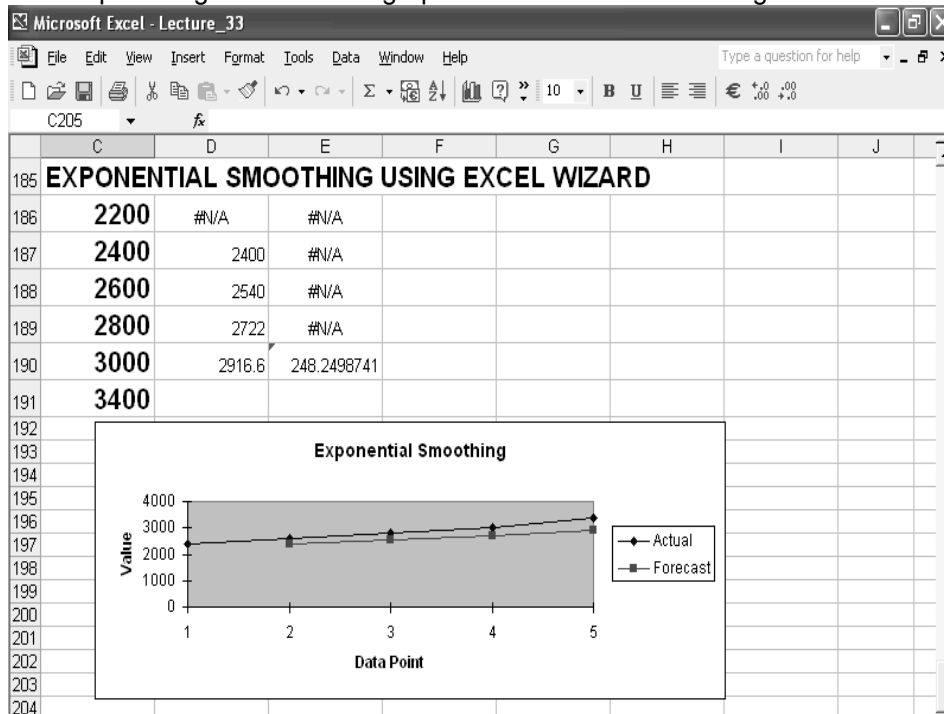 Microsoft Excel - Lecture_33
File Edit View Insert Format Tools Data Window Help
Type a question for help
Σ 10 B U € .00 .00
C205 fx
C D E F G H I J
185 EXPONENTIAL SMOOTHING USING EXCEL WIZARD
186 2200 #N/A #N/A
187 2400 2400 #N/A
188 2600 2540 #N/A
189 2800 2722 #N/A
190 3000 2916.6 248.2498741
191 3400
192
193
194
195
196
197
198
199
200
201
202
203
204
Exponential Smoothing
Value
4000
3000
2000
1000
0
1 2 3 4 5
Data Point
Actual
Forecast